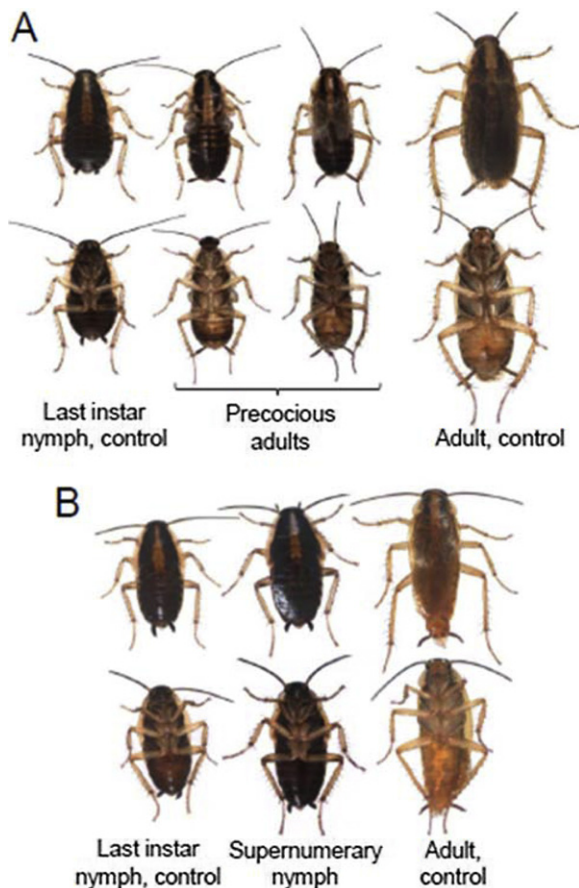 A
Last instar
nymph, control
Precocious
adults
Adult, control
B
Last instar
nymph, control
Supernumerary
nymph
Adult,
control